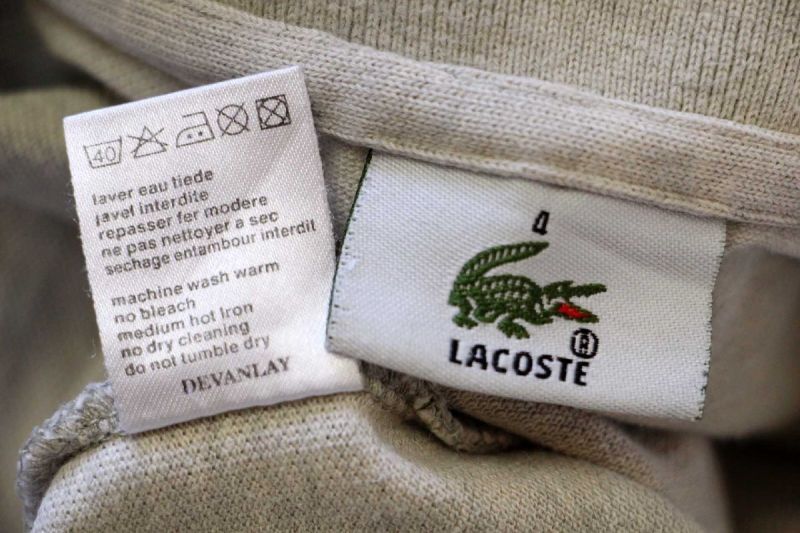 40
laver eau tiede
javel interdite
repasser fer modere
ne pas nettoyer a sec
sechage entambour interdit
machine wash warm
no bleach
medium hot Iron
no dry cleaning
do not tumble dry
DEVANLAY
4
LACOSTE®